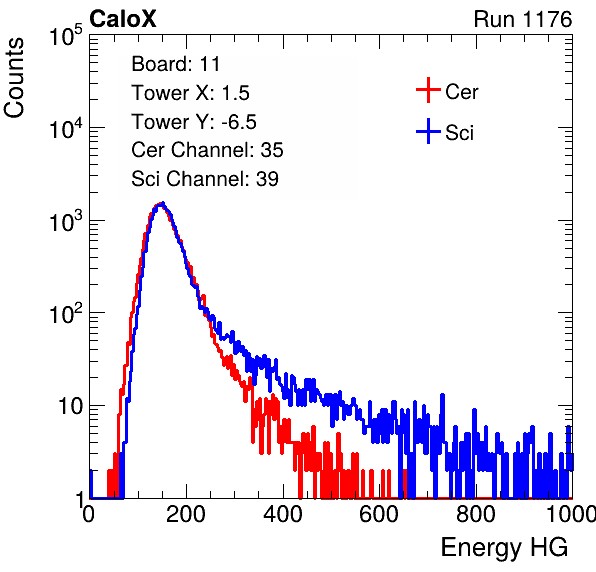 CaloX Run 1176
Counts
Board: 11
Tower X: 1.5
Tower Y: -6.5
Cer Channel: 35
Sci Channel: 39
Cer
Sci
10^5
10^4
10^3
10^2
10
1
0 200 400 600 800 1000
Energy HG